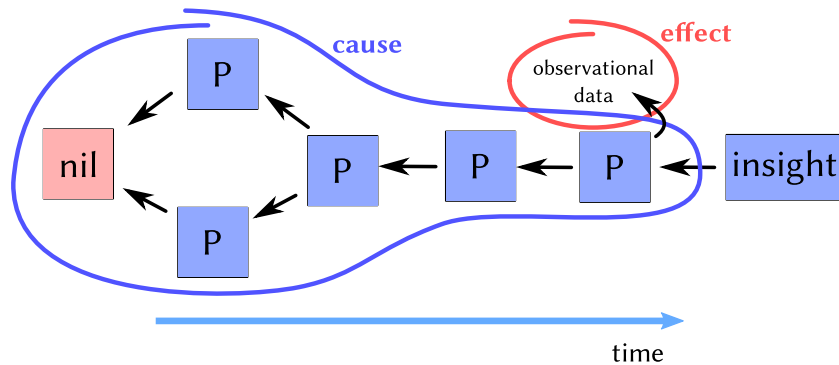 cause
effect
P
observational
data
nil
P
P
P
insight
P
time